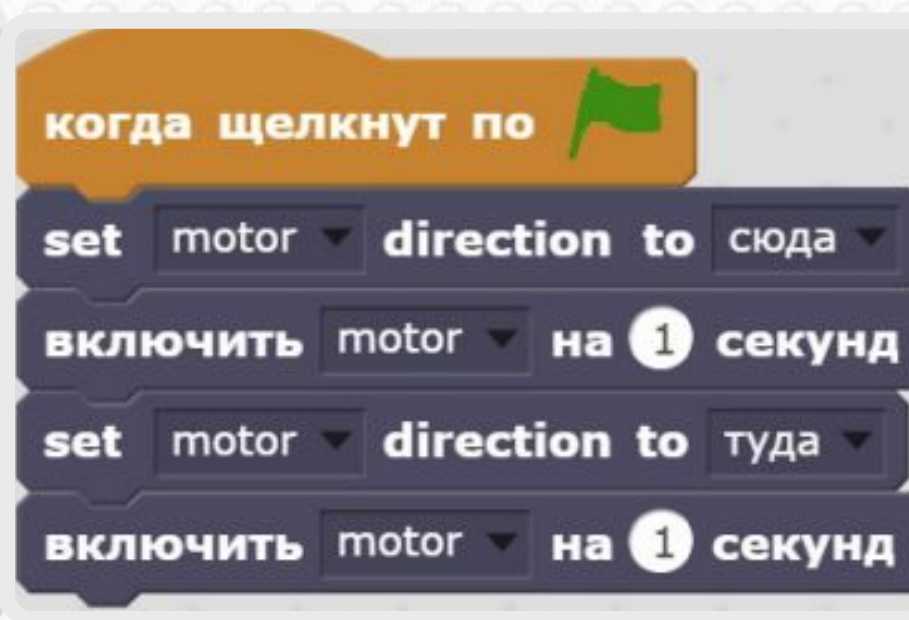 когда щелкнут по
set motor direction to сюда
включить motor на 1 секунд
set motor direction to туда
включить motor на 1 секунд